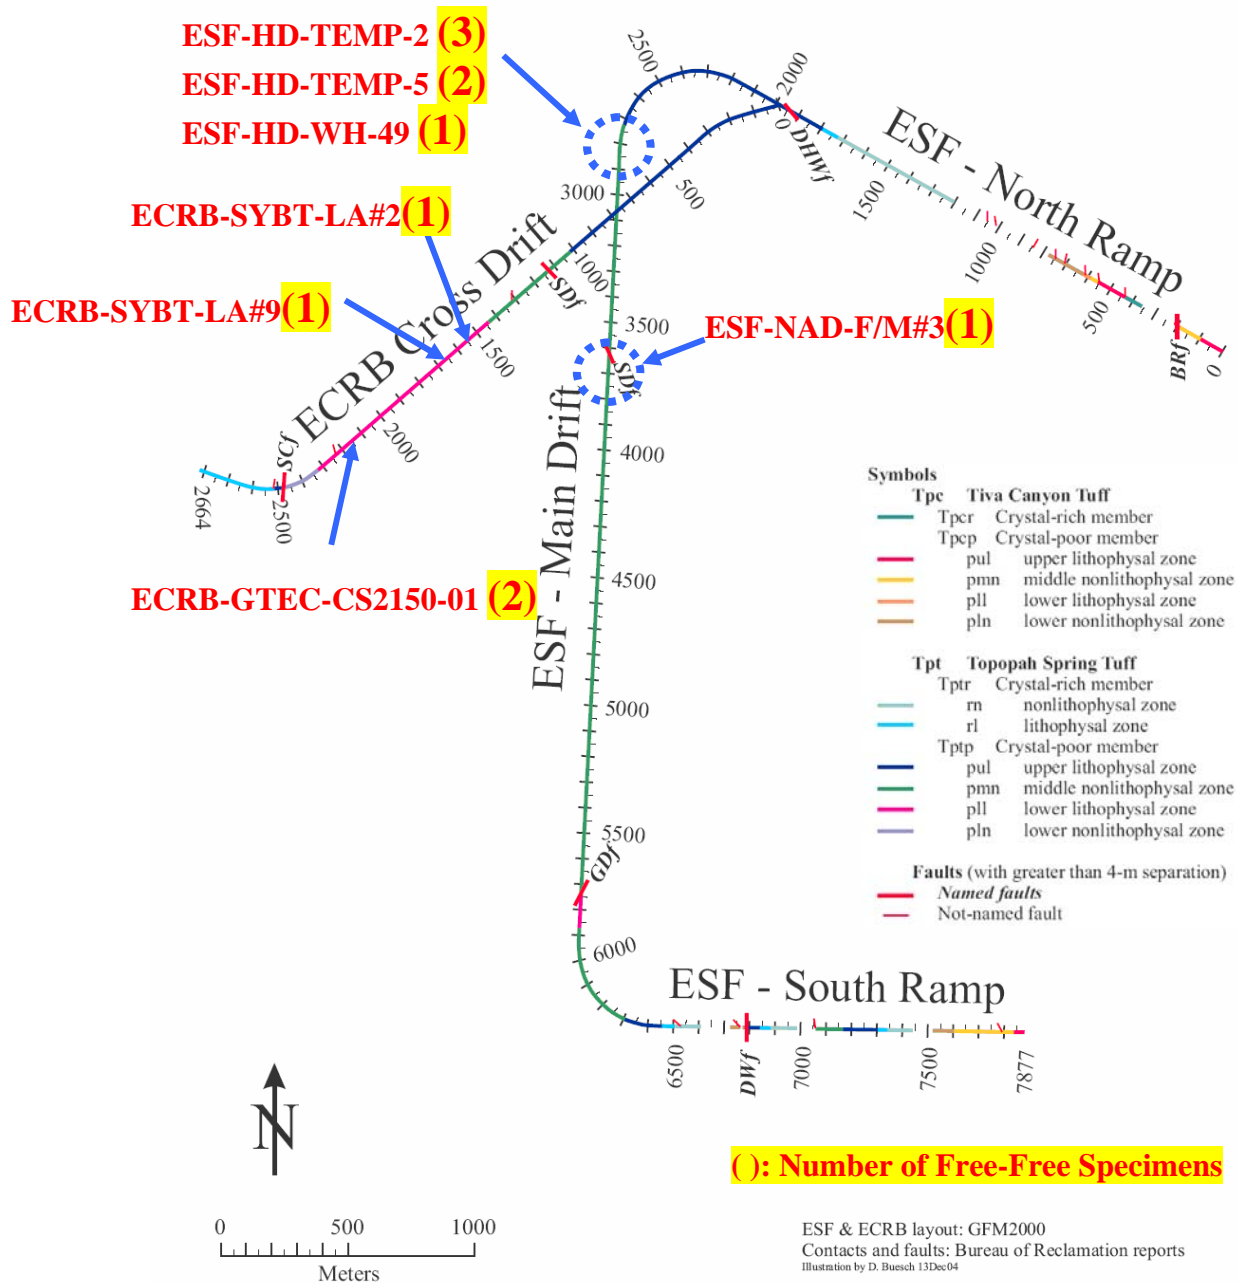 ESF-HD-TEMP-2 (3)
ESF-HD-TEMP-5 (2)
ESF-HD-WH-49 (1)
ECRB-SYBT-LA#2(1)
ECRB-SYBT-LA#9(1)
ESF-NAD-F/M#3(1)
ECRB-GTEC-CS2150-01 (2)
ESF - North Ramp
0
BRf
500
1000
1500
DHWf
2000
2500
3000
3500
SDf
4000
4500
5000
5500
GDf
6000
ESF - Main Drift
ECRB Cross Drift
0
500
1000
SDf
1500
2000
SCf
2500
2664
ESF - South Ramp
6500
DWf
7000
7500
7877
Symbols
Tpc Tiva Canyon Tuff
Tpcr Crystal-rich member
Tpcp Crystal-poor member
pul upper lithophysal zone
pmn middle nonlithophysal zone
pll lower lithophysal zone
pln lower nonlithophysal zone
Tpt Topopah Spring Tuff
Tptr Crystal-rich member
rn nonlithophysal zone
rl lithophysal zone
Tptp Crystal-poor member
pul upper lithophysal zone
pmn middle nonlithophysal zone
pll lower lithophysal zone
pln lower nonlithophysal zone
Faults (with greater than 4-m separation)
Named faults
Not-named fault
N
( ): Number of Free-Free Specimens
0 500 1000
Meters
ESF & ECRB layout: GFM2000
Contacts and faults: Bureau of Reclamation reports
Illustration by D. Buesch 13Dec04